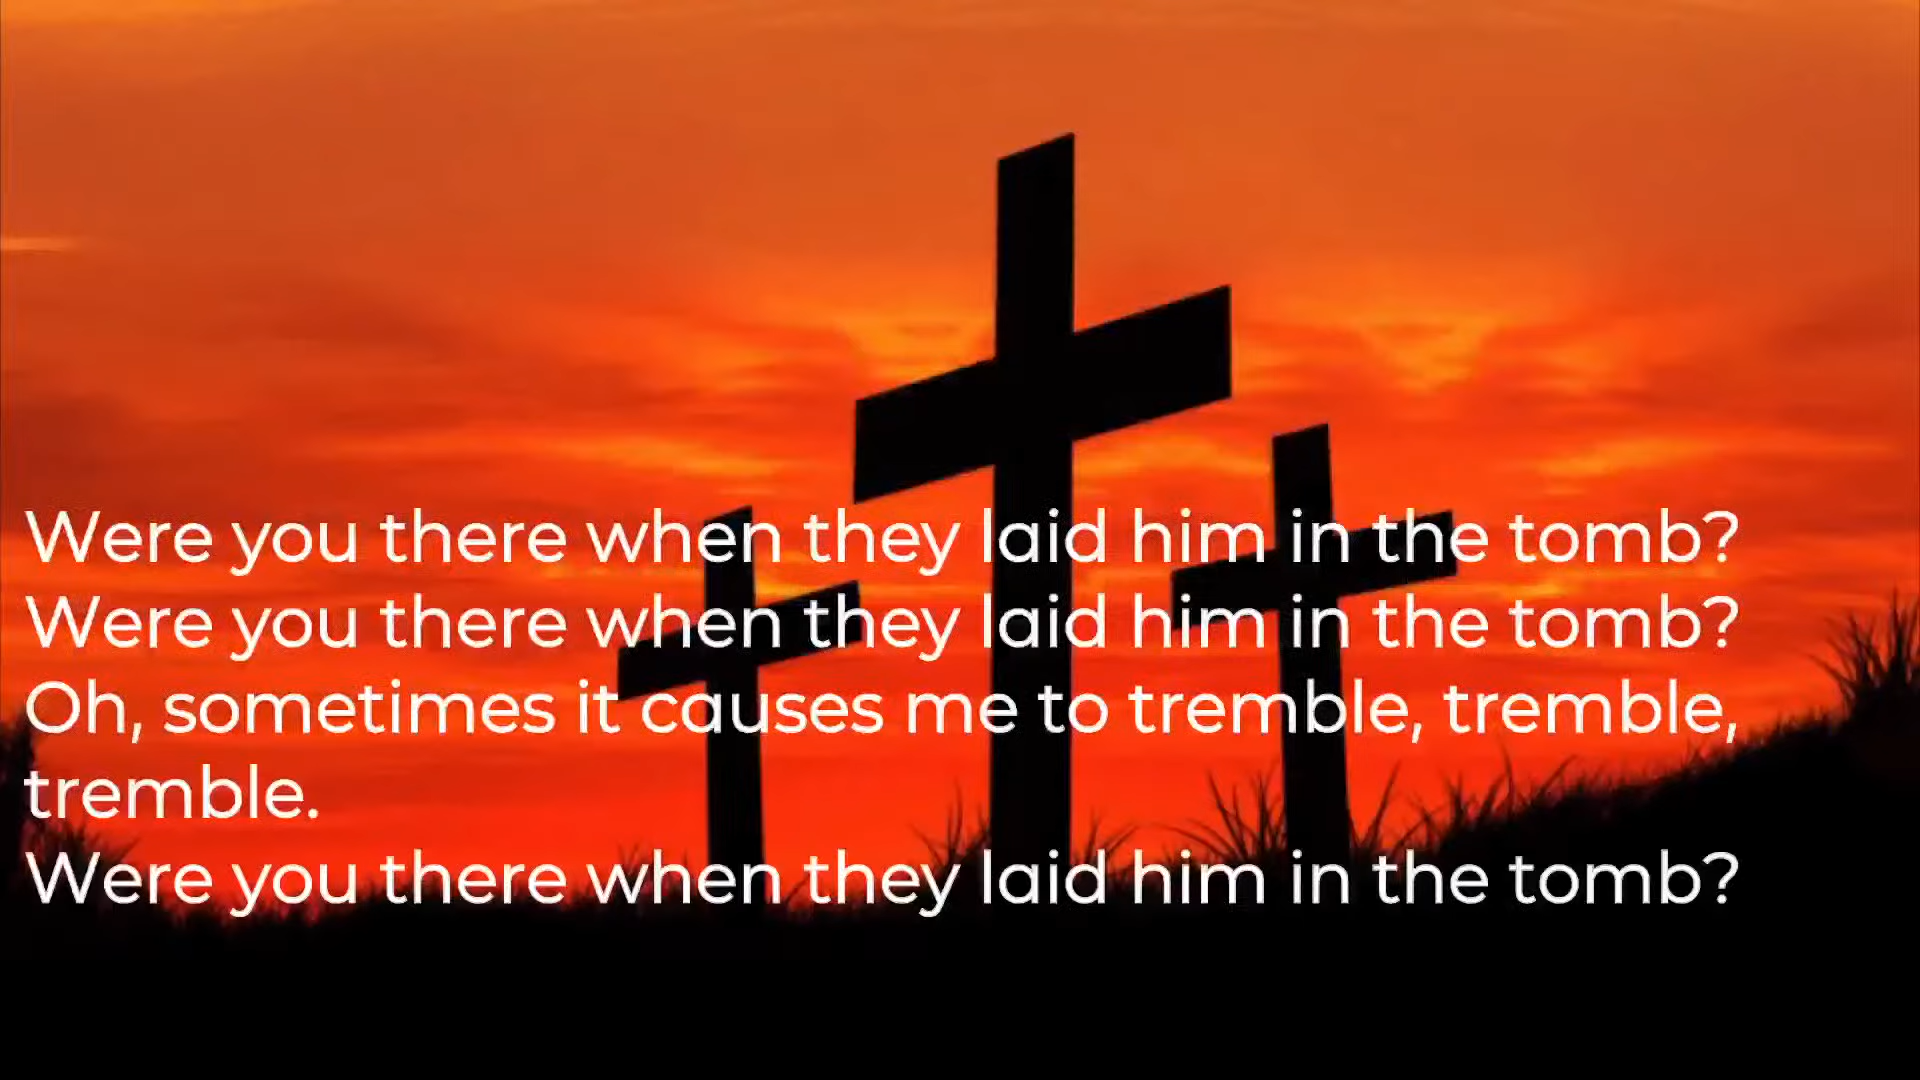 Were you there when they laid him in the tomb?
Were you there when they laid him in the tomb?
Oh, sometimes it causes me to tremble, tremble,
tremble.
Were you there when they laid him in the tomb?